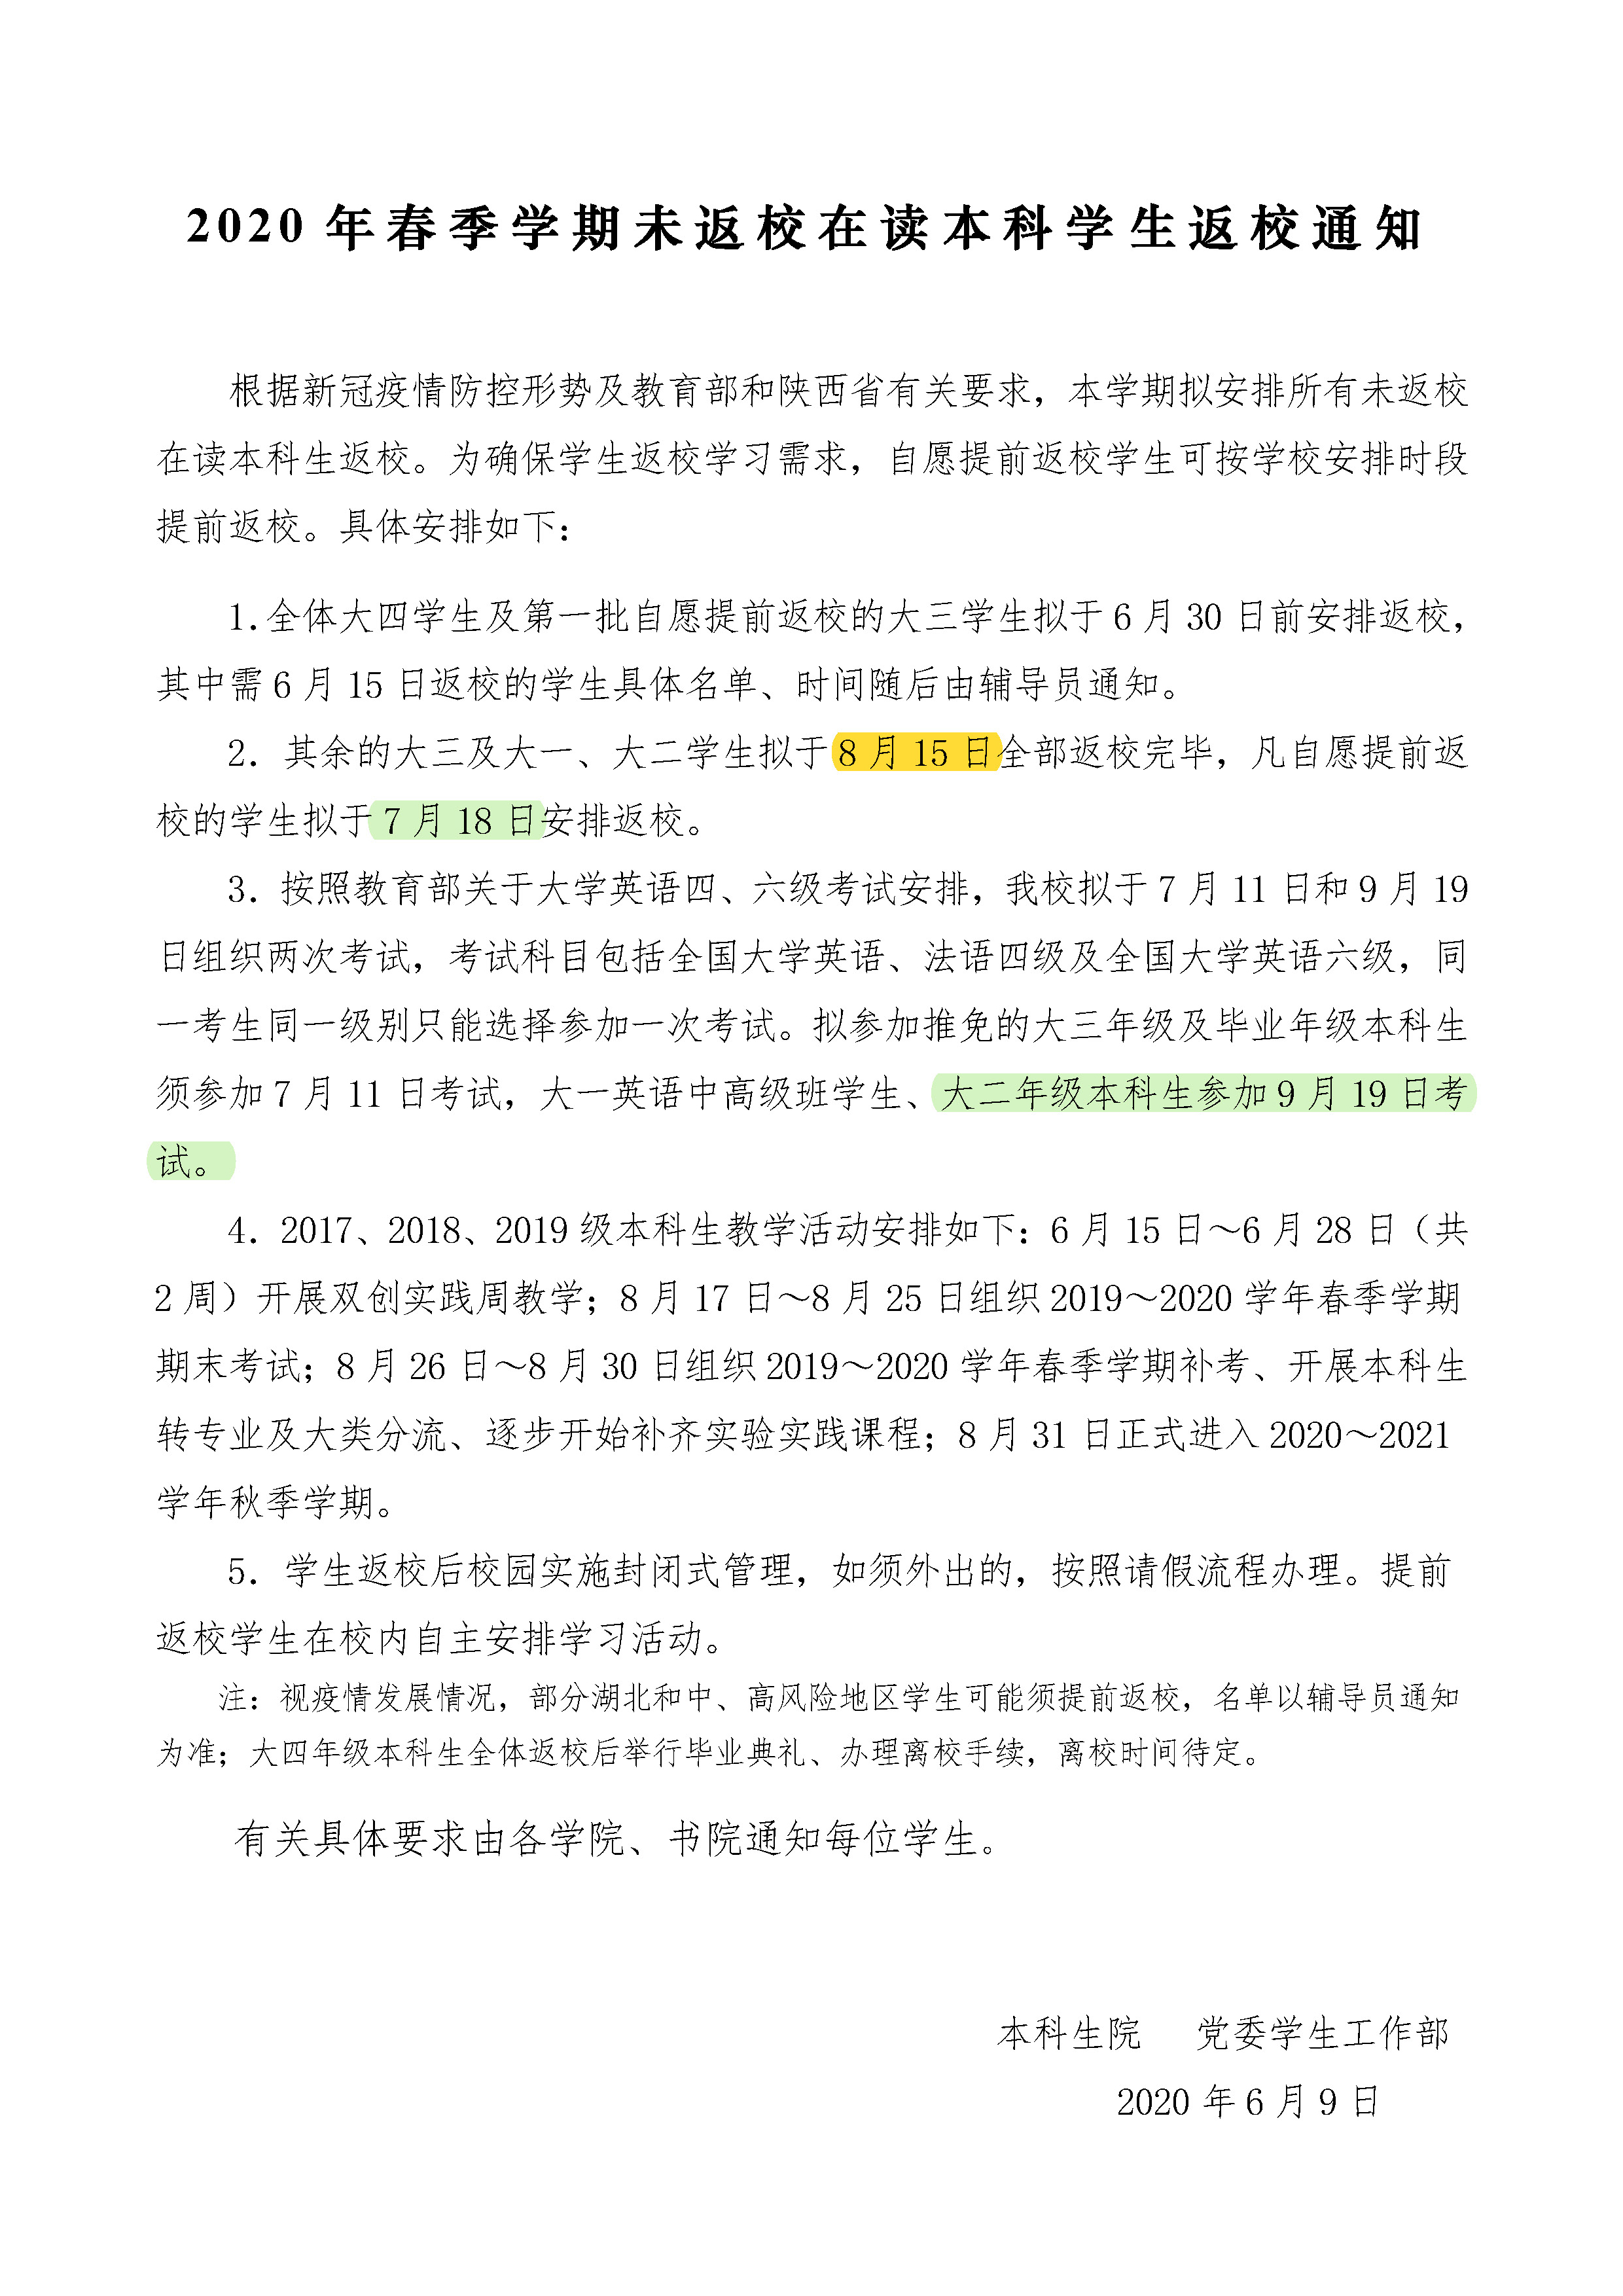 2020 年春季学期未返校在读本科学生返校通知
根据新冠疫情防控形势及教育部和陕西省有关要求，本学期拟安排所有未返校
在读本科生返校。为确保学生返校学习需求，自愿提前返校学生可按学校安排时段
提前返校。具体安排如下：
1.全体大四学生及第一批自愿提前返校的大三学生拟于 6 月 30 日前安排返校，
其中需 6 月 15 日返校的学生具体名单、时间随后由辅导员通知。
2. 其余的大三及大一、大二学生拟于 8 月 15 日全部返校完毕，凡自愿提前返
校的学生拟于 7 月 18 日安排返校。
3. 按照教育部关于大学英语四、六级考试安排，我校拟于 7 月 11 日和 9 月 19
日组织两次考试，考试科目包括全国大学英语、法语四级及全国大学英语六级，同
一考生同一级别只能选择参加一次考试。拟参加推免的大三年级及毕业年级本科生
须参加 7 月 11 日考试，大一英语中高级班学生、大二年级本科生参加 9 月 19 日考
试。
4. 2017、2018、2019 级本科生教学活动安排如下：6 月 15 日～6 月 28 日（共
2 周）开展双创实践周教学；8 月 17 日～8 月 25 日组织 2019～2020 学年春季学期
期末考试；8 月 26 日～8 月 30 日组织 2019～2020 学年春季学期补考、开展本科生
转专业及大类分流、逐步开始补齐实验实践课程；8 月 31 日正式进入 2020～2021
学年秋季学期。
5. 学生返校后校园实施封闭式管理，如须外出的，按照请假流程办理。提前
返校学生在校内自主安排学习活动。
注：视疫情发展情况，部分湖北和中、高风险地区学生可能须提前返校，名单以辅导员通知
为准；大四年级本科生全体返校后举行毕业典礼、办理离校手续，离校时间待定。
有关具体要求由各学院、书院通知每位学生。
本科生院 党委学生工作部
2020 年 6 月 9 日